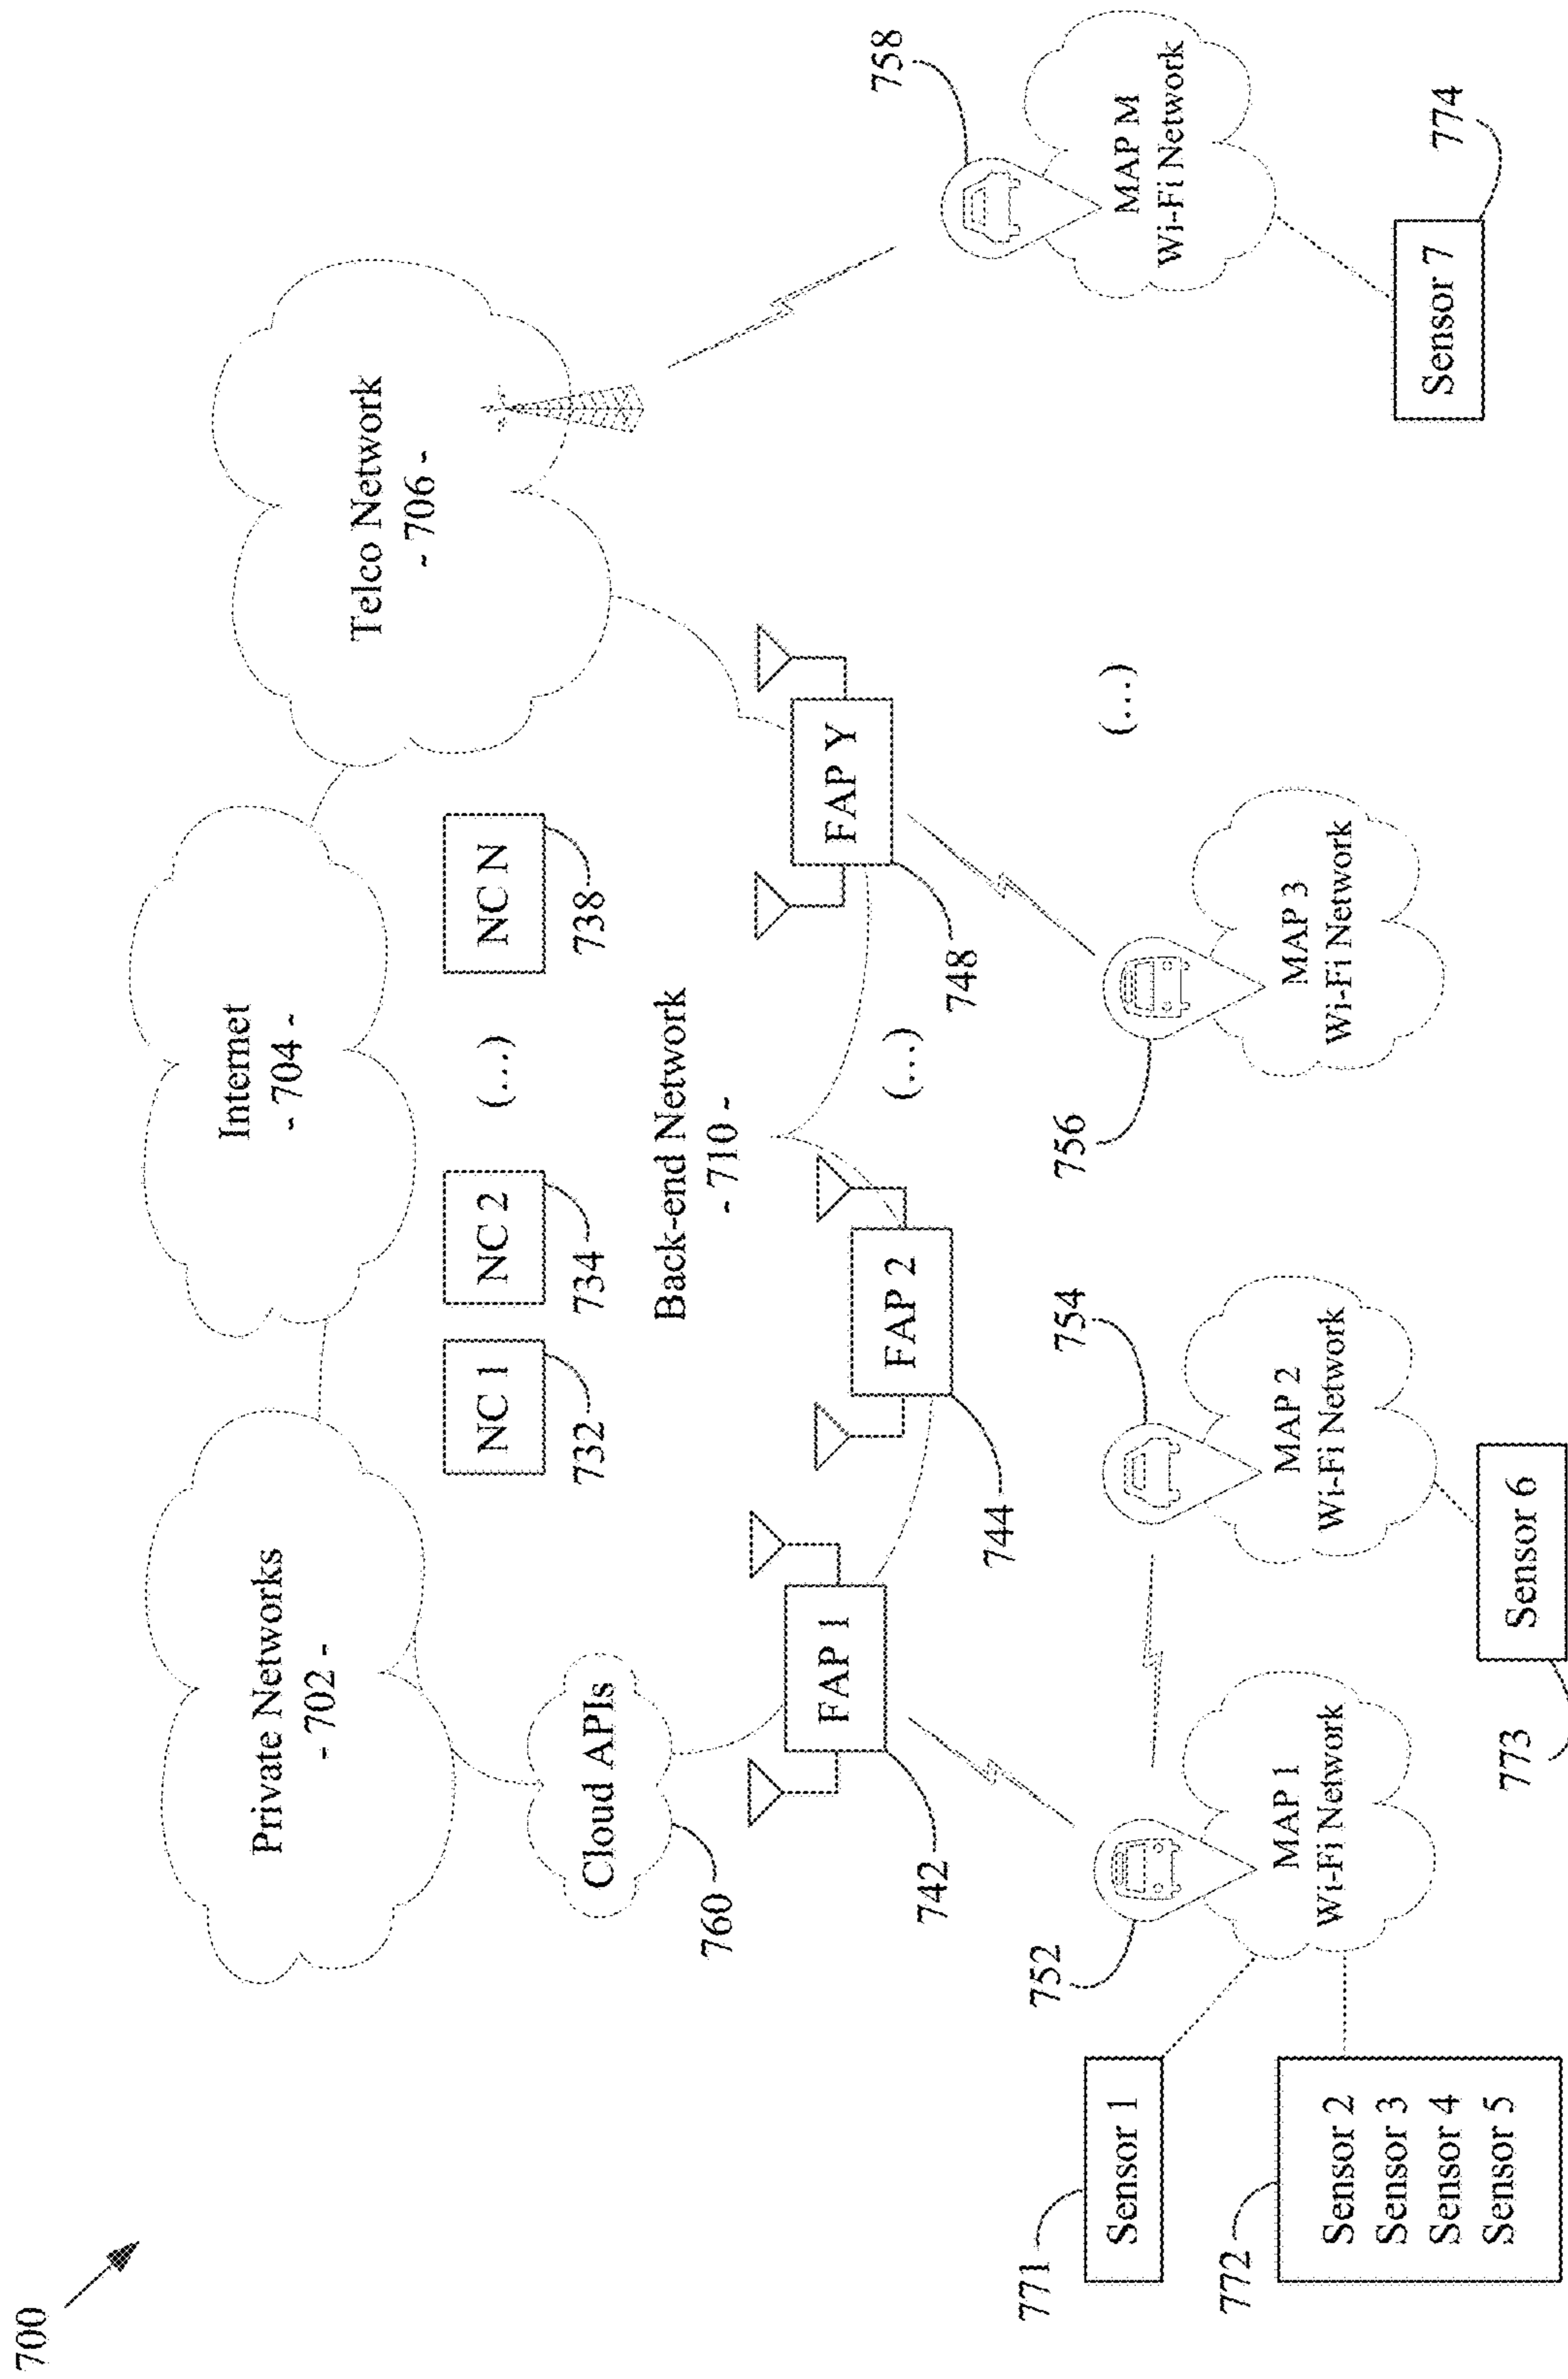 700
Private Networks
- 702 -
Internet
- 704 -
Telco Network
- 706 -
NC 1
732
NC 2
734
(...)
NC N
738
Cloud APIs
760
Back-end Network
- 710 -
FAP 1
742
FAP 2
744
(...)
FAP Y
748
758
MAP M
Wi-Fi Network
752
MAP 1
Wi-Fi Network
754
MAP 2
Wi-Fi Network
756
MAP 3
Wi-Fi Network
(...)
771
Sensor 1
772
Sensor 2
Sensor 3
Sensor 4
Sensor 5
773
Sensor 6
Sensor 7
774